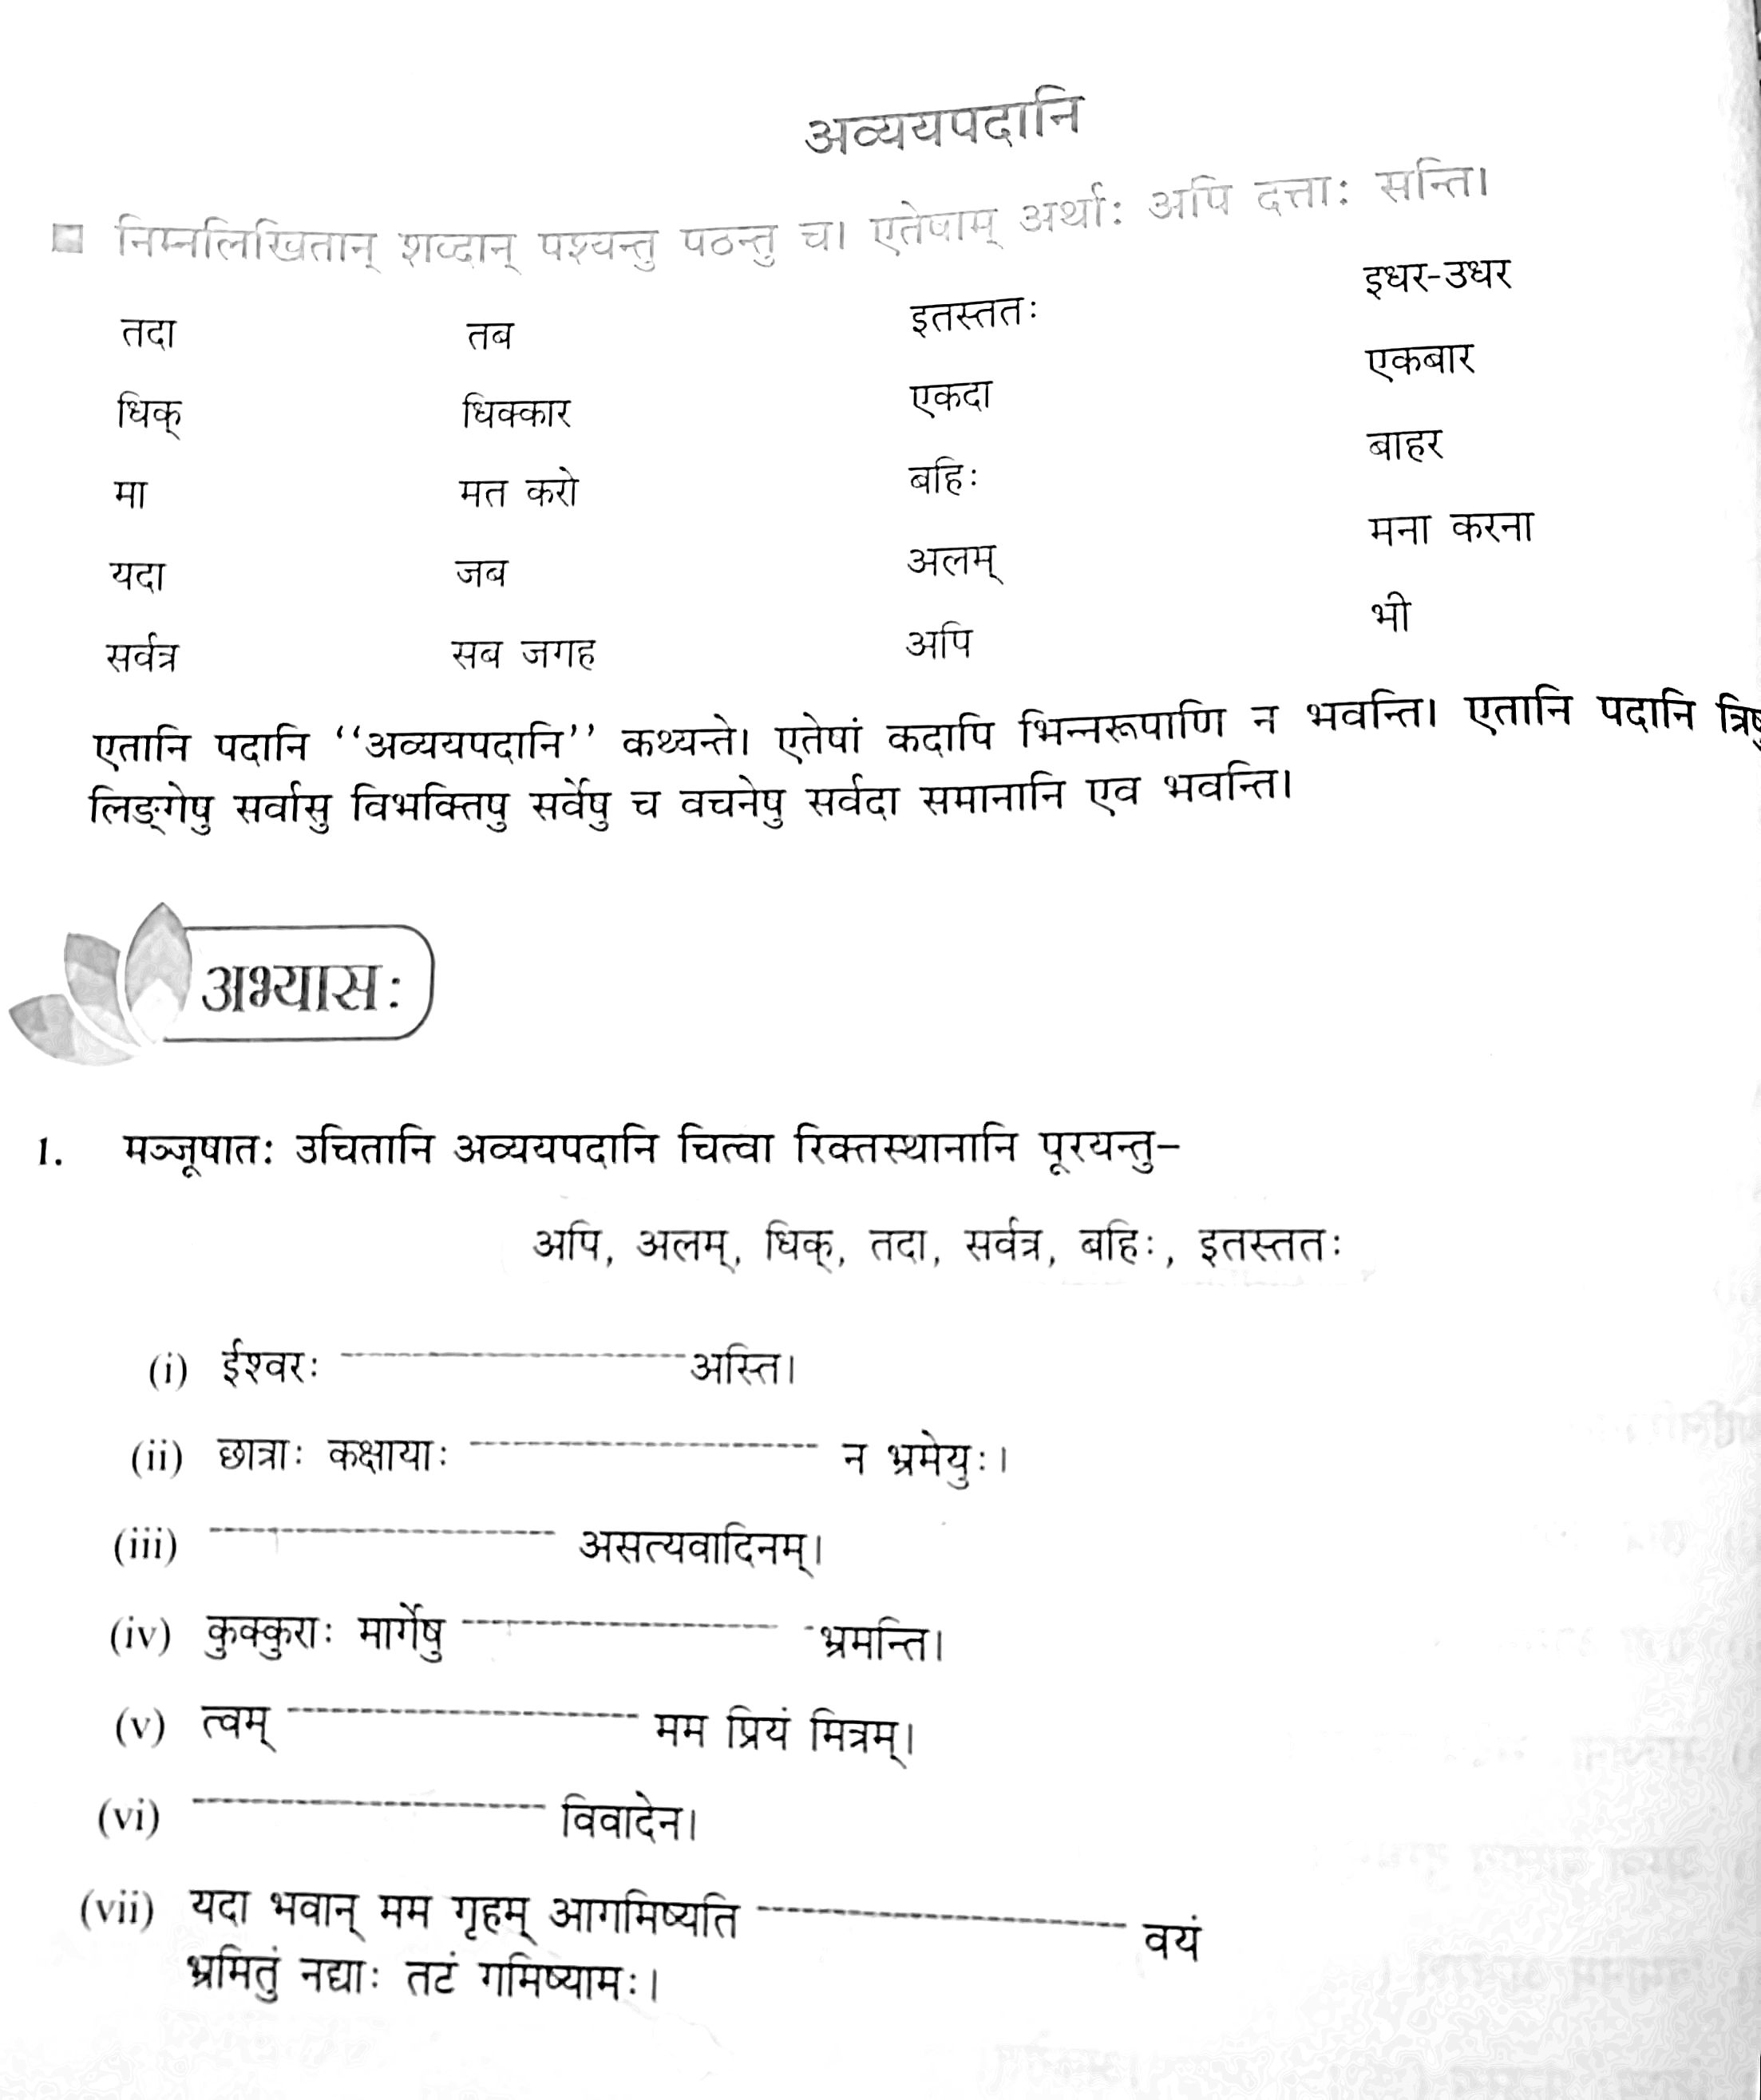 अव्ययपदानि
निम्नलिखितान् शब्दान् पश्यन्तु पठन्तु च। एतेषाम् अर्थाः अपि दत्ताः सन्ति।
तदा तब इतस्ततः इधर-उधर
धिक् धिक्कार एकदा एकबार
मा मत करो बहिः बाहर
यदा जब अलम् मना करना
सर्वत्र सब जगह अपि भी
एतानि पदानि “अव्ययपदानि” कथ्यन्ते। एतेषां कदापि भिन्नरूपाणि न भवन्ति। एतानि पदानि त्रिषु
लिङ्गेषु सर्वासु विभक्तिषु सर्वेषु च वचनेषु सर्वदा समानानि एव भवन्ति।
अभ्यासः
1. मञ्जूषातः उचितानि अव्ययपदानि चित्वा रिक्तस्थानानि पूरयन्तु–
अपि, अलम्, धिक्, तदा, सर्वत्र, बहिः, इतस्ततः
(i) ईश्वरः -------------------- अस्ति।
(ii) छात्राः कक्षायाः -------------------- न भ्रमेयुः।
(iii) -------------------- असत्यवादिनम्।
(iv) कुक्कुराः मार्गेषु -------------------- भ्रमन्ति।
(v) त्वम् -------------------- मम प्रियं मित्रम्।
(vi) -------------------- विवादेन।
(vii) यदा भवान् मम गृहम् आगमिष्यति -------------------- वयं
भ्रमितुं नद्याः तटं गमिष्यामः।